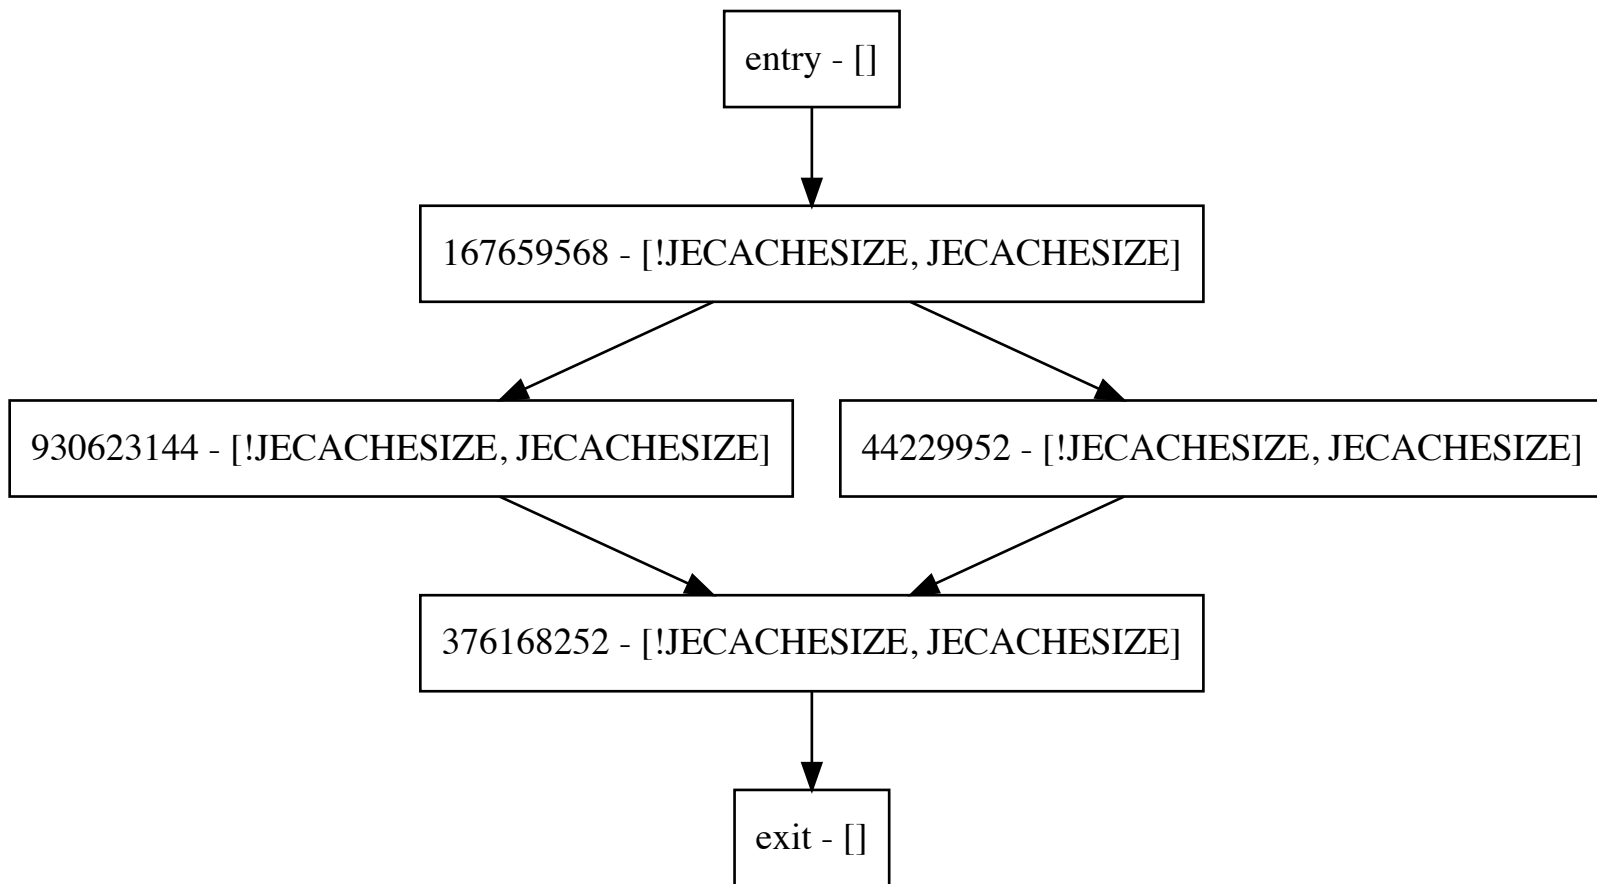 entry - []
167659568 - [!JECACHESIZE, JECACHESIZE]
930623144 - [!JECACHESIZE, JECACHESIZE]
44229952 - [!JECACHESIZE, JECACHESIZE]
376168252 - [!JECACHESIZE, JECACHESIZE]
exit - []